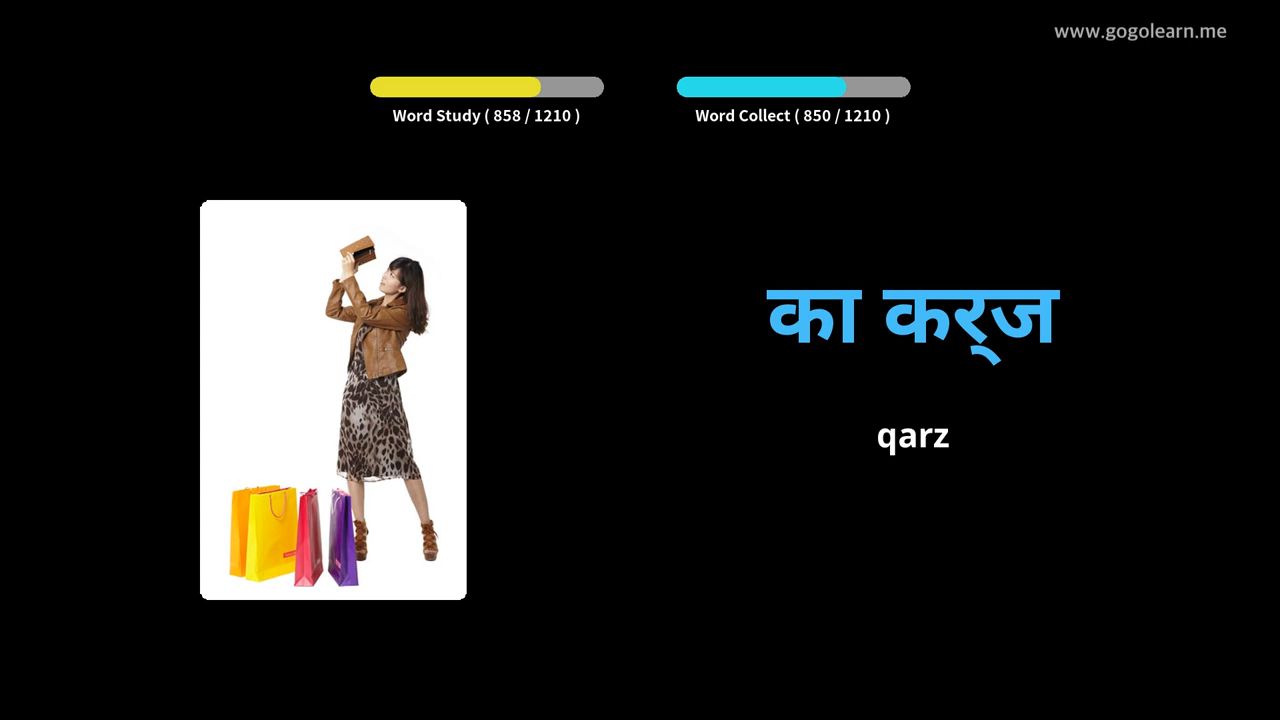 www.gogolearn.me
Word Study ( 858 / 1210 )
Word Collect ( 850 / 1210 )
का कर्‌ज
qarz